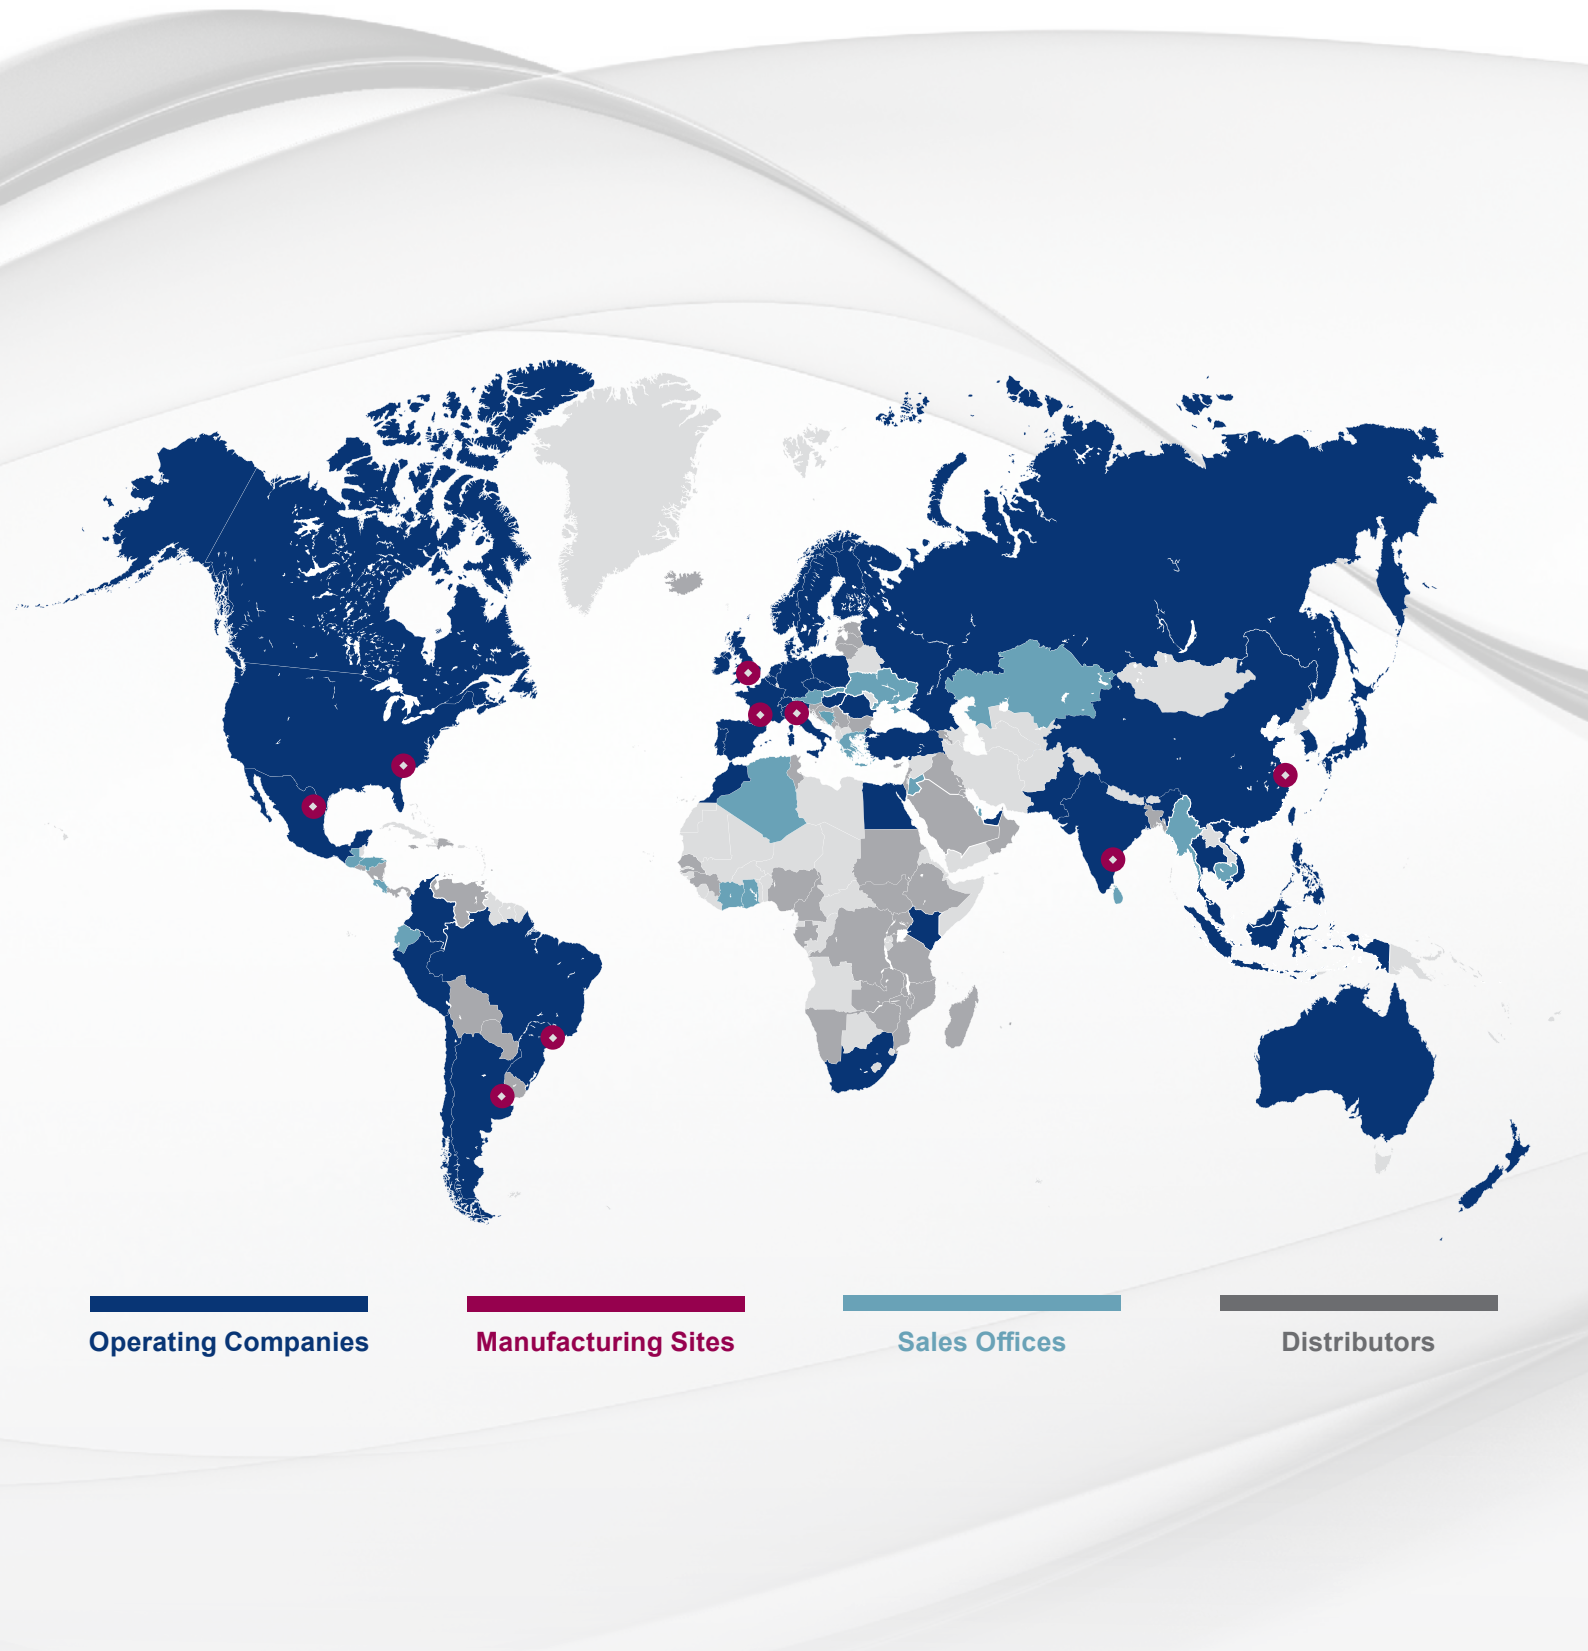 Operating Companies
Manufacturing Sites
Sales Offices
Distributors